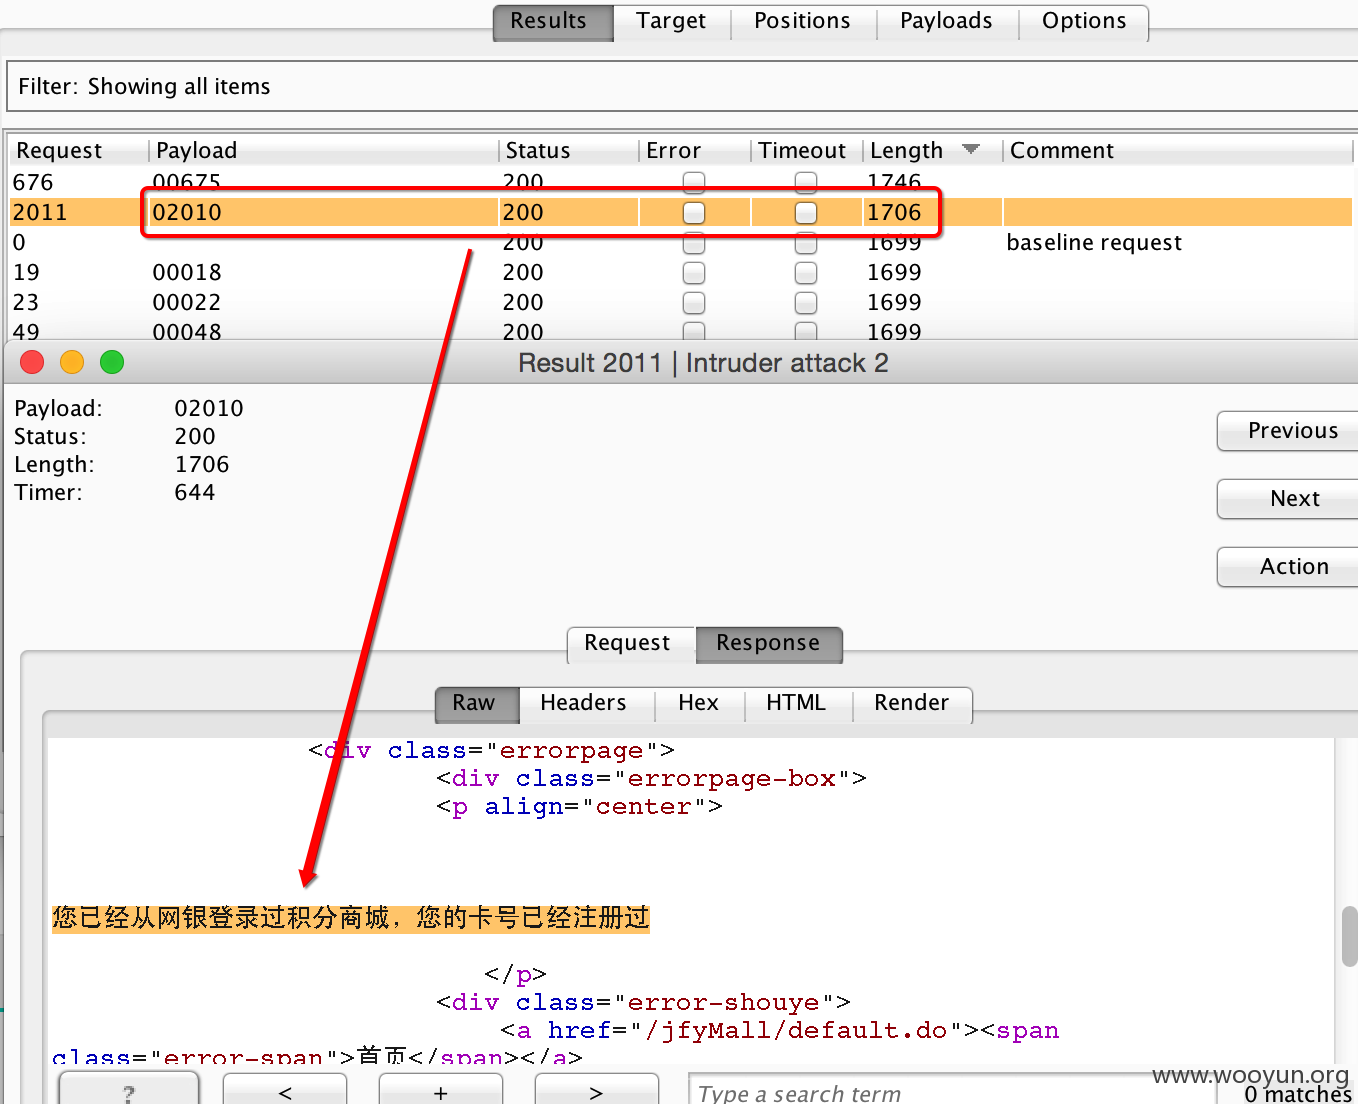 Results Target Positions Payloads Options
Filter: Showing all items
Request Payload Status Error Timeout Length Comment
676 00675 200 1746
2011 02010 200 1706
0 200 1699 baseline request
19 00018 200 1699
23 00022 200 1699
49 00048 200 1699
Result 2011 | Intruder attack 2
Payload: 02010
Status: 200
Length: 1706
Timer: 644
Previous
Next
Action
Request Response
Raw Headers Hex HTML Render
<div class="errorpage">
<div class="errorpage-box">
<p align="center">
您已经从网银登录过积分商城，您的卡号已经注册过
</p>
<div class="error-shouye">
<a href="/jfyMall/default.do"><span
class="error-span">首页</span></a>
? < + > Type a search term 0 matches
www.wooyun.org